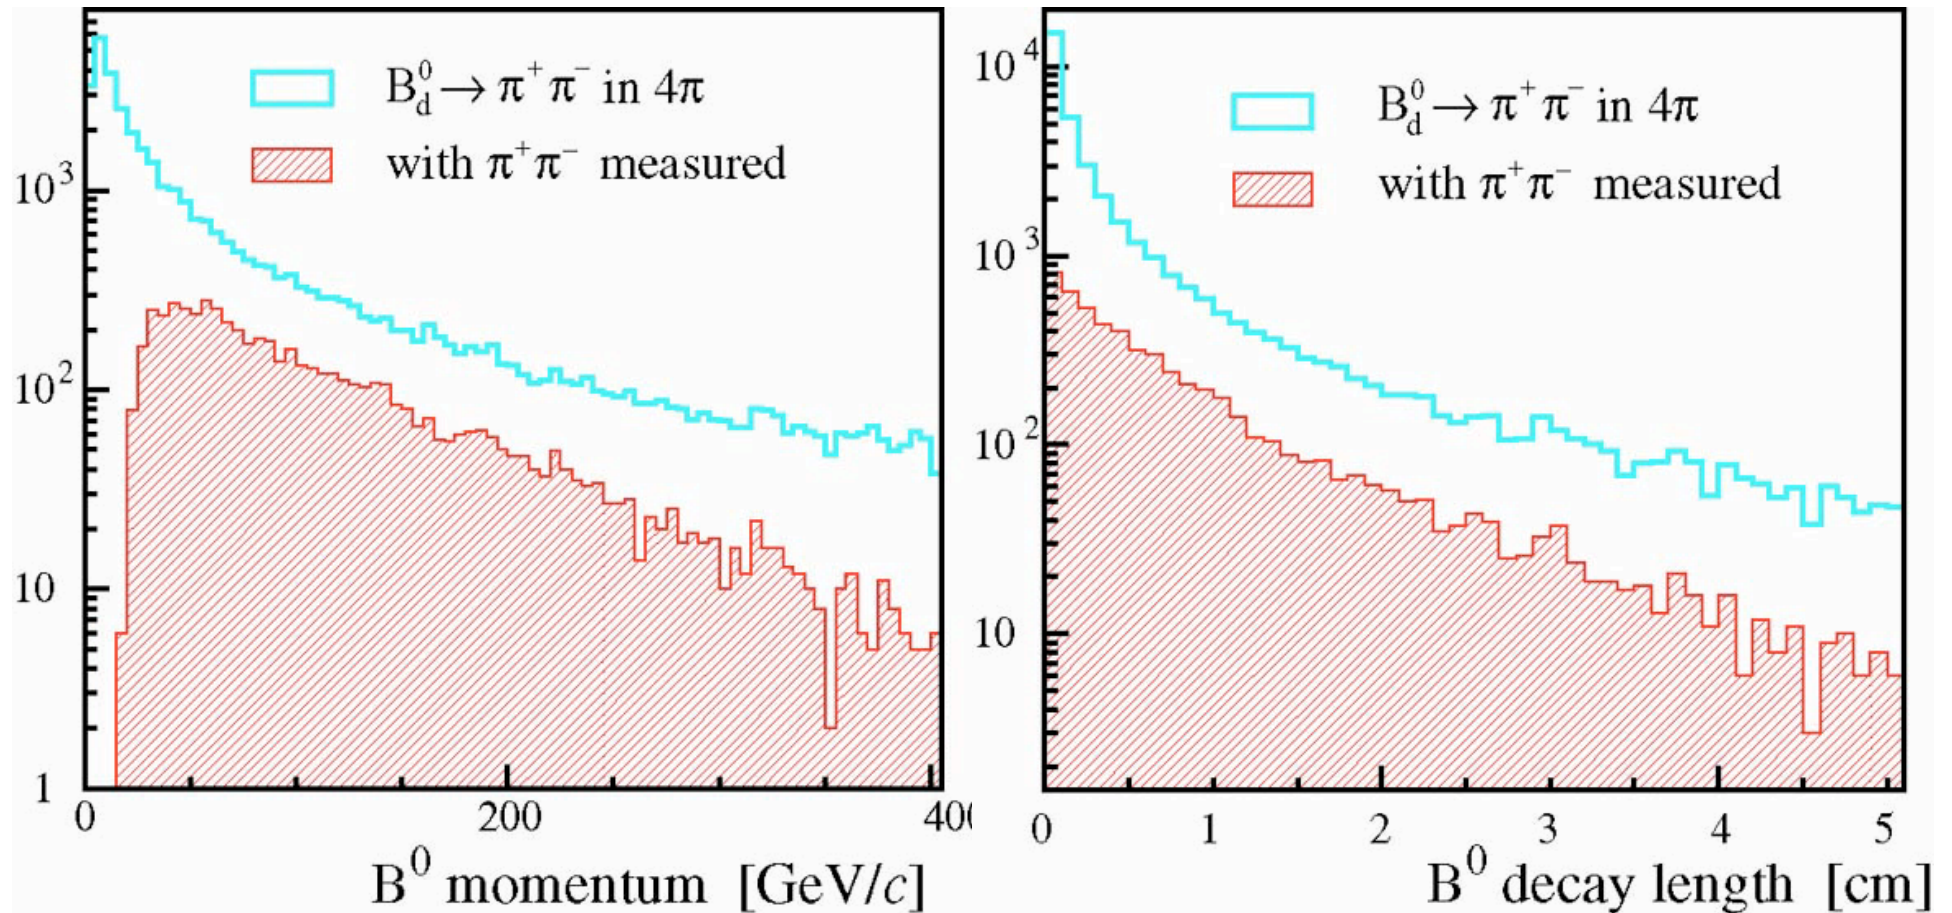 B⁰_d → π⁺ π⁻ in 4π
with π⁺π⁻ measured
10³
10²
10
1
0 200 400
B⁰ momentum [GeV/c]
B⁰_d → π⁺ π⁻ in 4π
with π⁺π⁻ measured
10⁴
10³
10²
10
0 1 2 3 4 5
B⁰ decay length [cm]